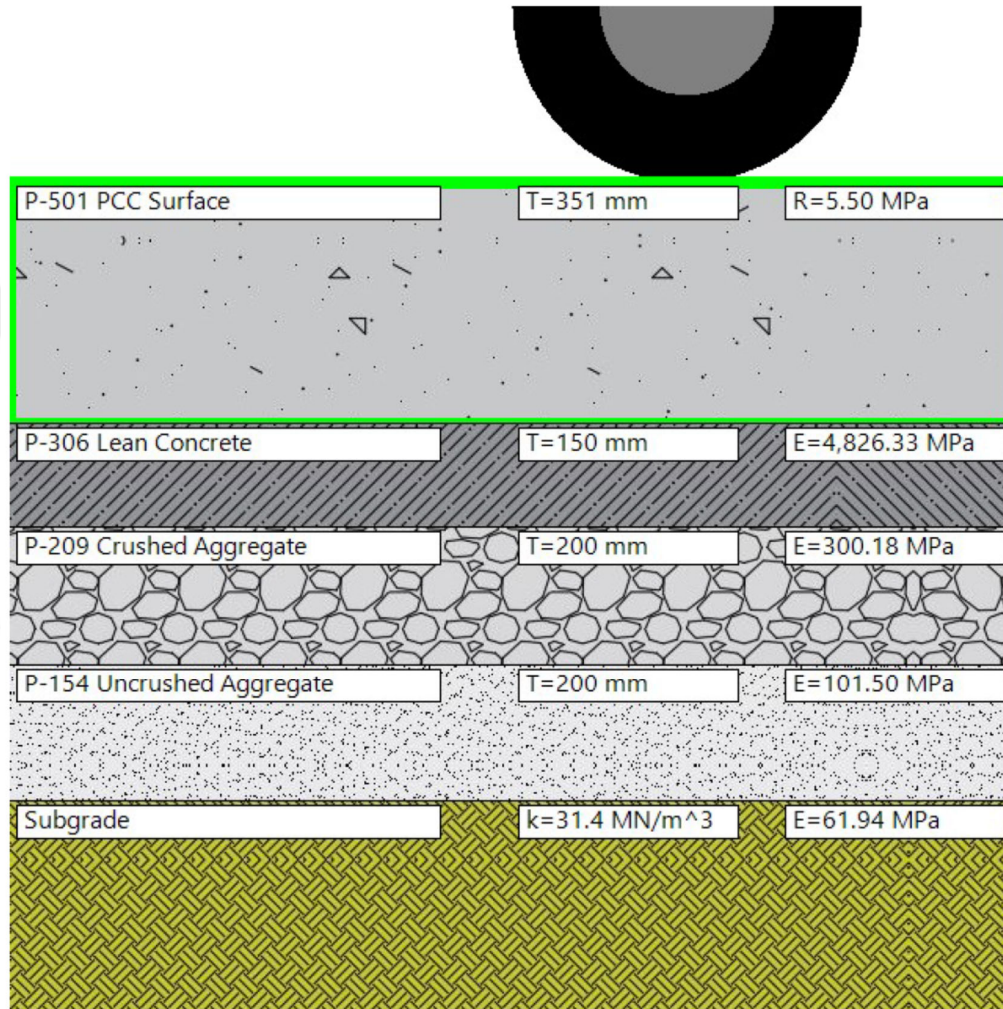 P-501 PCC Surface T=351 mm R=5.50 MPa
P-306 Lean Concrete T=150 mm E=4,826.33 MPa
P-209 Crushed Aggregate T=200 mm E=300.18 MPa
P-154 Uncrushed Aggregate T=200 mm E=101.50 MPa
Subgrade k=31.4 MN/m^3 E=61.94 MPa